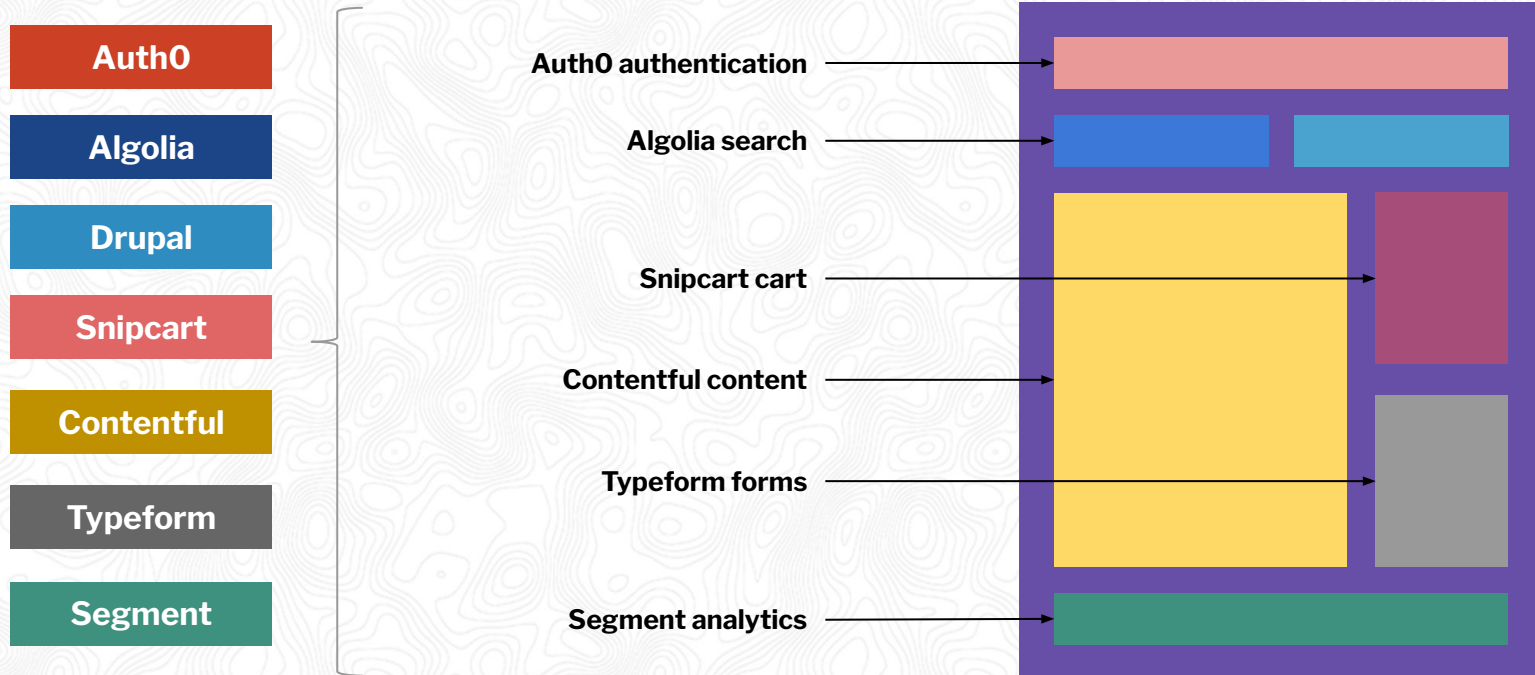 Auth0
Algolia
Drupal
Snipcart
Contentful
Typeform
Segment
Auth0 authentication
Algolia search
Snipcart cart
Contentful content
Typeform forms
Segment analytics